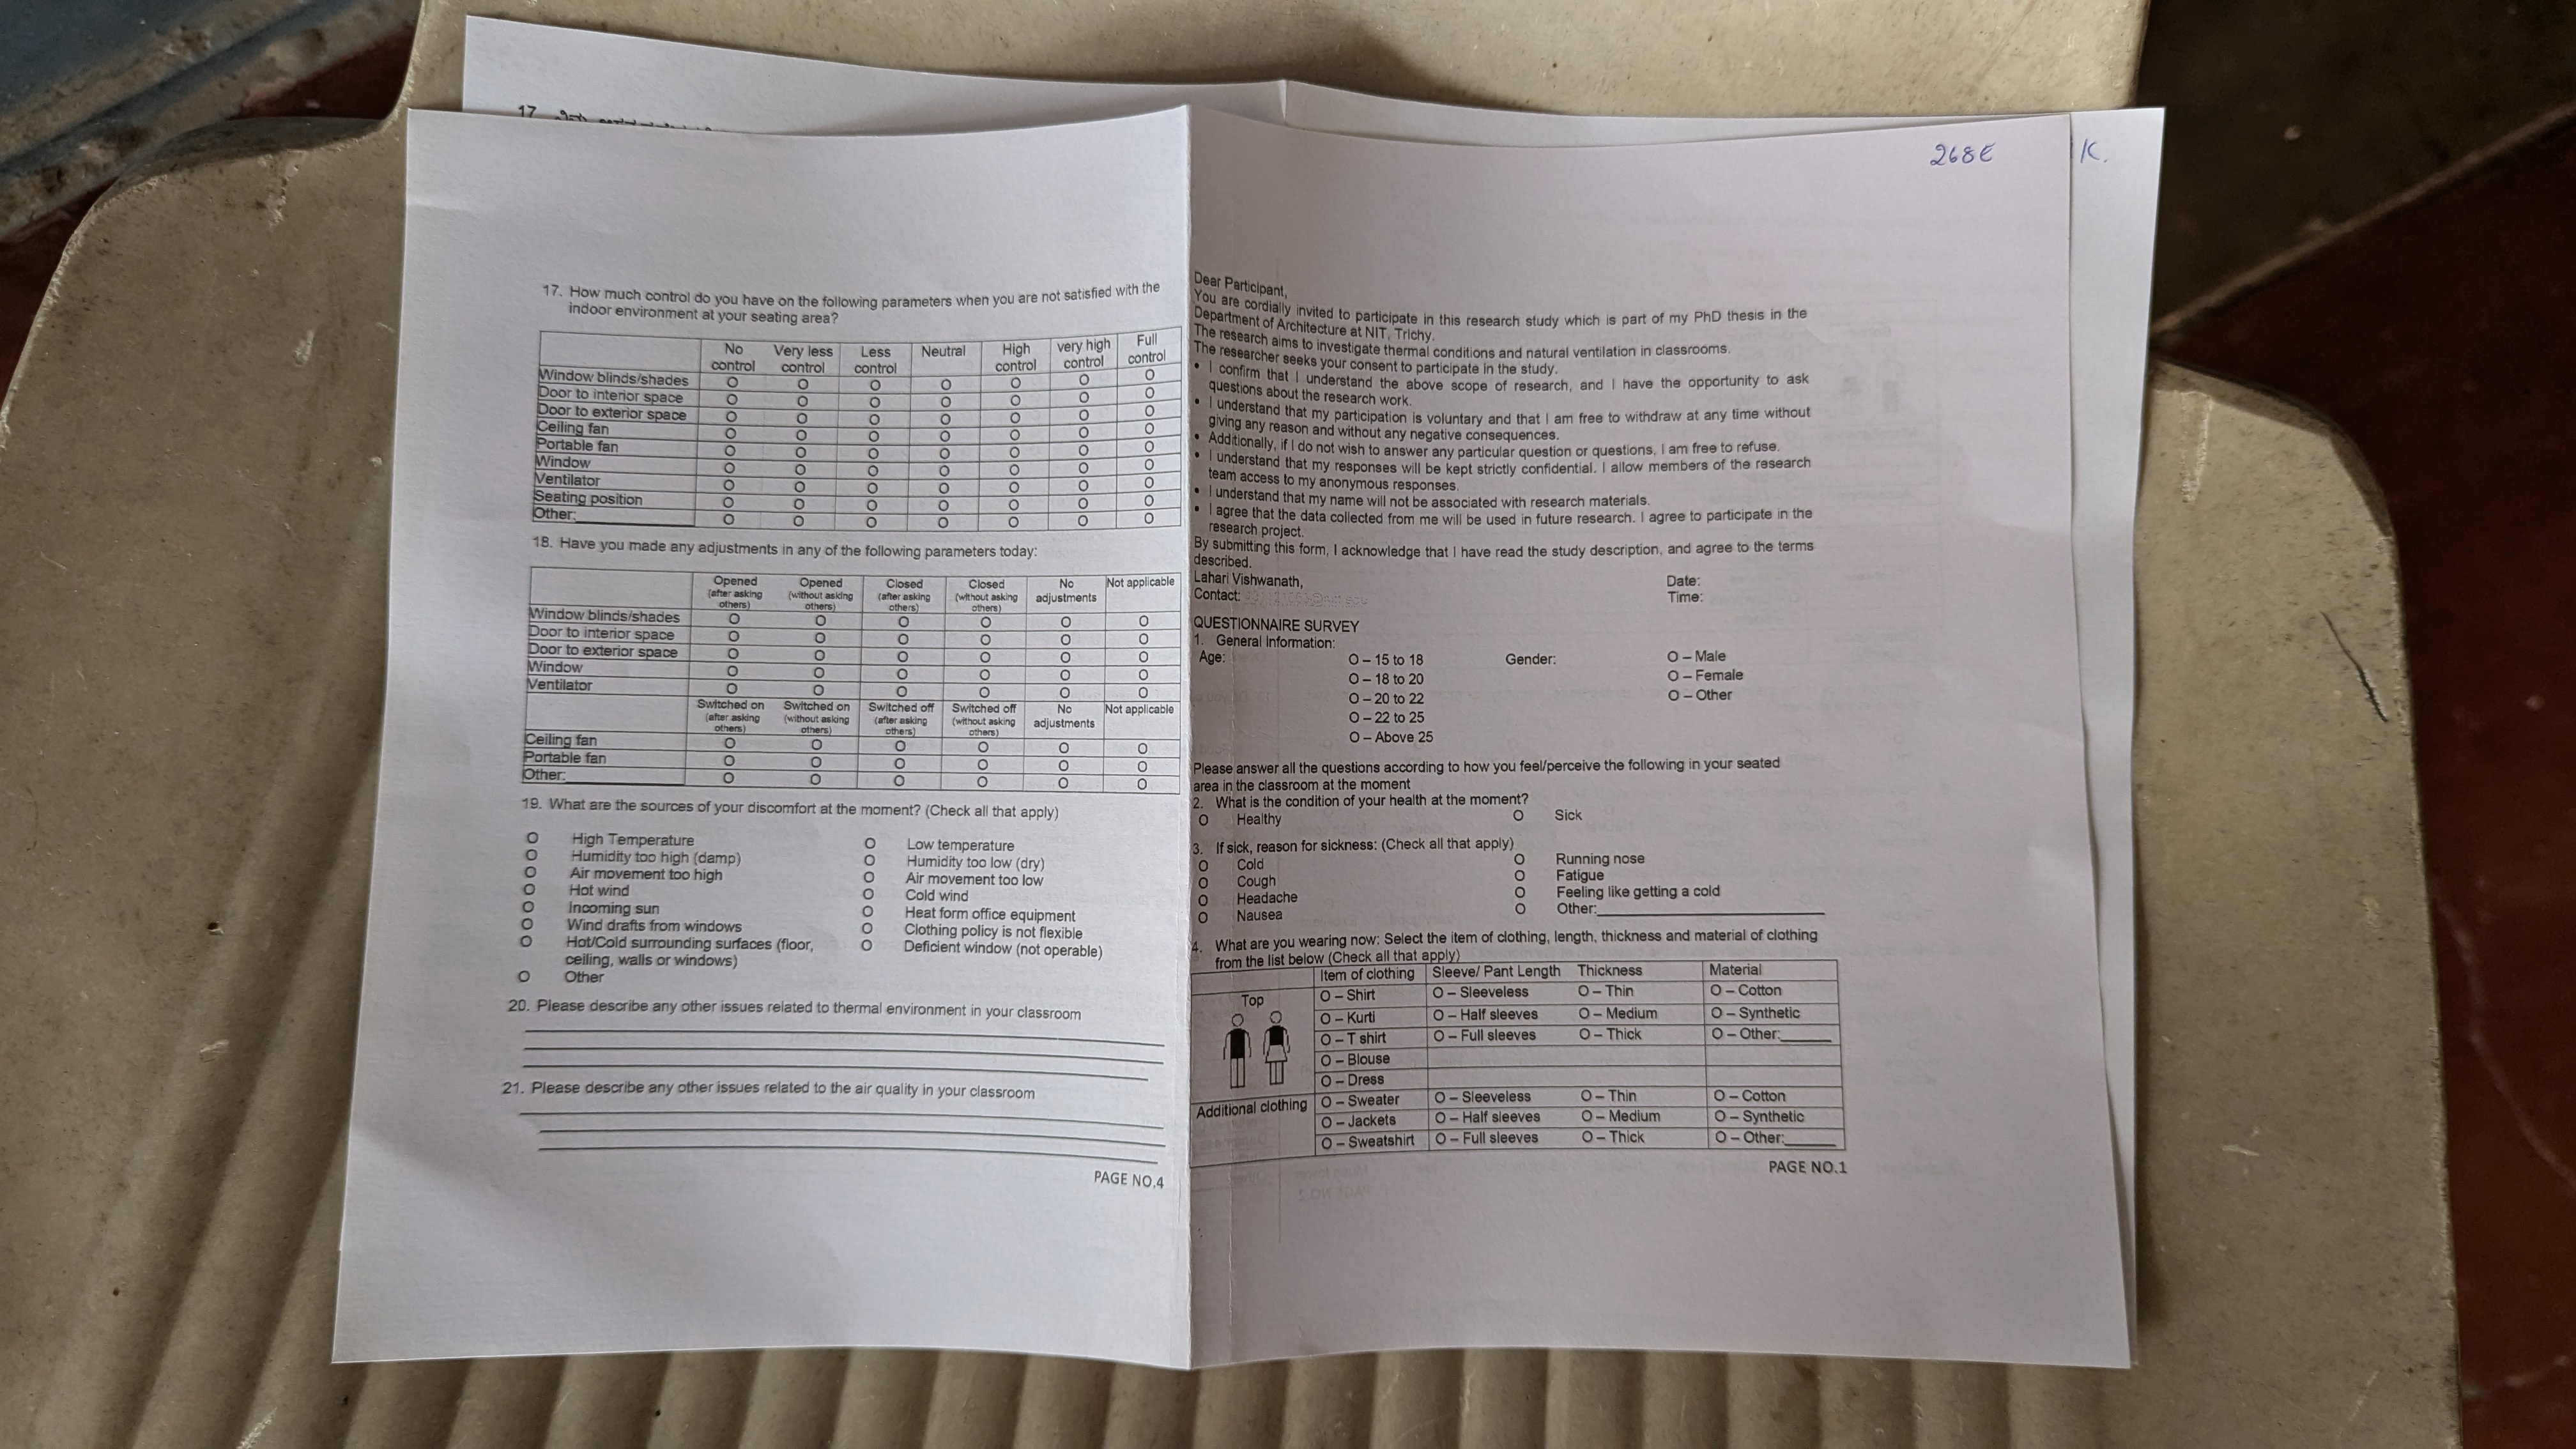 17
268E
K.
17. How much control do you have on the following parameters when you are not satisfied with the
indoor environment at your seating area?
No control Very less control Less control Neutral High control very high control Full control
Window blinds/shades O O O O O O O
Door to interior space O O O O O O O
Door to exterior space O O O O O O O
Ceiling fan O O O O O O O
Portable fan O O O O O O O
Window O O O O O O O
Ventilator O O O O O O O
Seating position O O O O O O O
Other:__________ O O O O O O O
18. Have you made any adjustments in any of the following parameters today:
Opened (after asking others) Opened (without asking others) Closed (after asking others) Closed (without asking others) No adjustments Not applicable
Window blinds/shades O O O O O O
Door to interior space O O O O O O
Door to exterior space O O O O O O
Window O O O O O O
Ventilator O O O O O O
Switched on (after asking others) Switched on (without asking others) Switched off (after asking others) Switched off (without asking others) No adjustments Not applicable
Ceiling fan O O O O O O
Portable fan O O O O O O
Other:__________ O O O O O O
19. What are the sources of your discomfort at the moment? (Check all that apply)
O High Temperature O Low temperature
O Humidity too high (damp) O Humidity too low (dry)
O Air movement too high O Air movement too low
O Hot wind O Cold wind
O Incoming sun O Heat form office equipment
O Wind drafts from windows O Clothing policy is not flexible
O Hot/Cold surrounding surfaces (floor, O Deficient window (not operable)
ceiling, walls or windows)
O Other
20. Please describe any other issues related to thermal environment in your classroom
21. Please describe any other issues related to the air quality in your classroom
PAGE NO.4
Dear Participant,
You are cordially invited to participate in this research study which is part of my PhD thesis in the
Department of Architecture at NIT, Trichy.
The research aims to investigate thermal conditions and natural ventilation in classrooms.
The researcher seeks your consent to participate in the study.
• I confirm that I understand the above scope of research, and I have the opportunity to ask
questions about the research work.
• I understand that my participation is voluntary and that I am free to withdraw at any time without
giving any reason and without any negative consequences.
• Additionally, if I do not wish to answer any particular question or questions, I am free to refuse.
• I understand that my responses will be kept strictly confidential. I allow members of the research
team access to my anonymous responses.
• I understand that my name will not be associated with research materials.
• I agree that the data collected from me will be used in future research. I agree to participate in the
research project.
By submitting this form, I acknowledge that I have read the study description, and agree to the terms
described.
Lahari Vishwanath, Date:
Contact: Time:
QUESTIONNAIRE SURVEY
1. General Information:
Age: O – 15 to 18 Gender: O – Male
O – 18 to 20 O – Female
O – 20 to 22 O – Other
O – 22 to 25
O – Above 25
Please answer all the questions according to how you feel/perceive the following in your seated
area in the classroom at the moment
2. What is the condition of your health at the moment?
O Healthy O Sick
3. If sick, reason for sickness: (Check all that apply)
O Cold O Running nose
O Cough O Fatigue
O Headache O Feeling like getting a cold
O Nausea O Other:__________
4. What are you wearing now: Select the item of clothing, length, thickness and material of clothing
from the list below (Check all that apply)
Item of clothing Sleeve/ Pant Length Thickness Material
Top O – Shirt O – Sleeveless O – Thin O – Cotton
O – Kurti O – Half sleeves O – Medium O – Synthetic
O – T shirt O – Full sleeves O – Thick O – Other:______
O – Blouse
O – Dress
Additional clothing O – Sweater O – Sleeveless O – Thin O – Cotton
O – Jackets O – Half sleeves O – Medium O – Synthetic
O – Sweatshirt O – Full sleeves O – Thick O – Other:______
PAGE NO.1